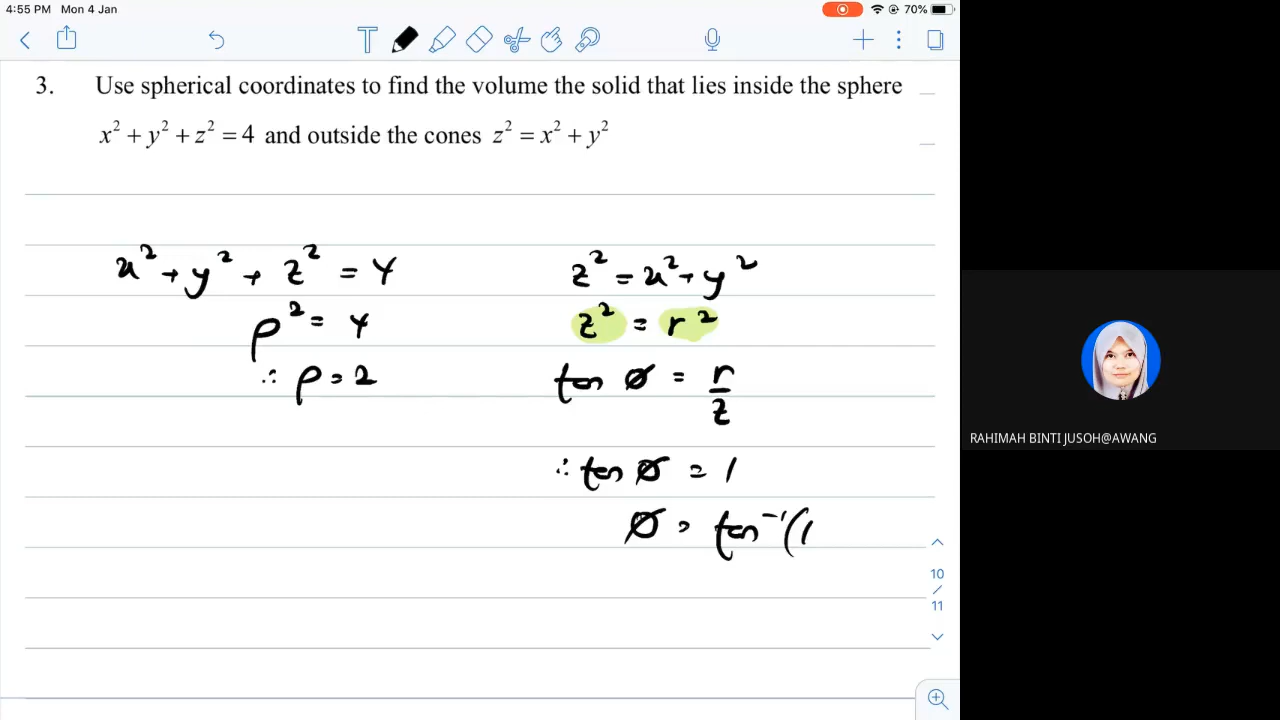 4:55 PM Mon 4 Jan 70%
3. Use spherical coordinates to find the volume the solid that lies inside the sphere
x² + y² + z² = 4 and outside the cones z² = x² + y²
x² + y² + z² = 4
ρ² = 4
∴ ρ = 2
z² = x² + y²
z² = r²
tan Ø = r/z
∴ tan Ø = 1
Ø = tan⁻¹(1
10
/
11
RAHIMAH BINTI JUSOH@AWANG